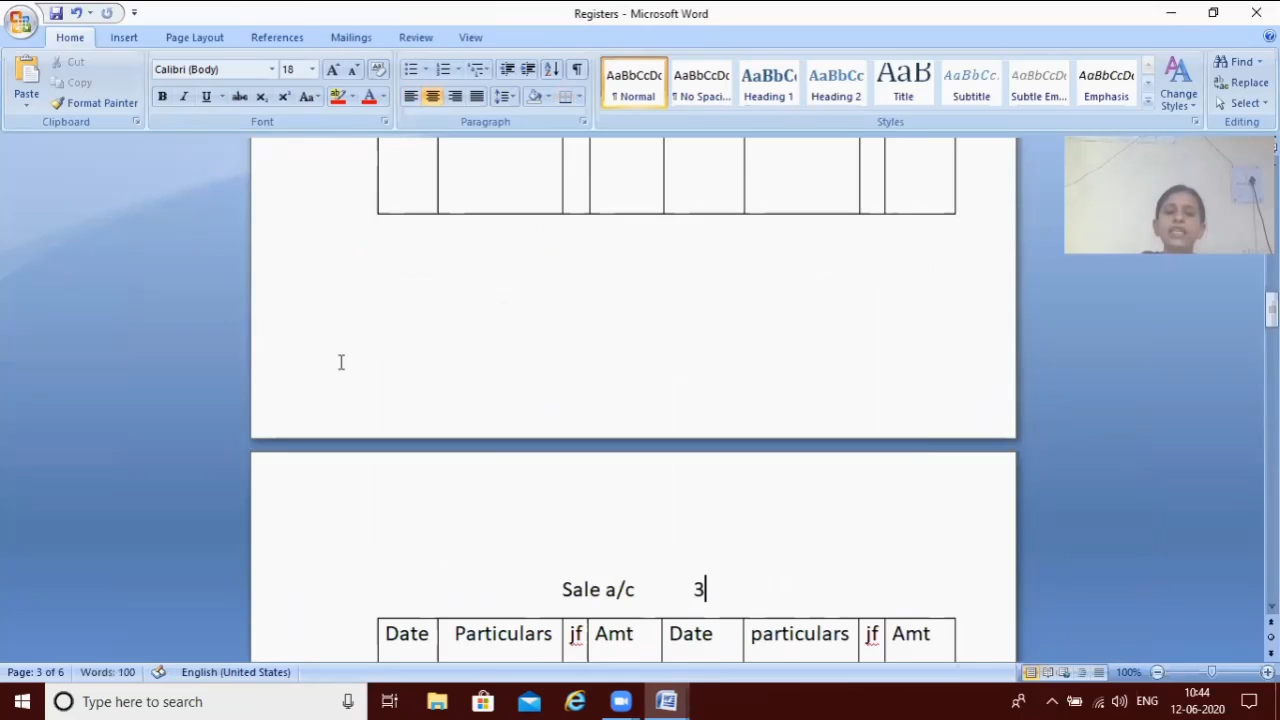 Registers - Microsoft Word
Home Insert Page Layout References Mailings Review View
Paste
Cut
Copy
Format Painter
Clipboard
Calibri (Body) 18
Font
Paragraph
AaBbCcDc AaBbCcDc AaBbC AaBbCc AaB AaBbCc. AaBbCcDc AaBbCcDc
¶ Normal ¶ No Spaci... Heading 1 Heading 2 Title Subtitle Subtle Em... Emphasis
Styles
Change Styles
Find
Replace
Select
Editing
Sale a/c 3
Date Particulars jf Amt Date particulars jf Amt
Page: 3 of 6 Words: 100 English (United States) 100%
Type here to search
ENG
10:44
12-06-2020